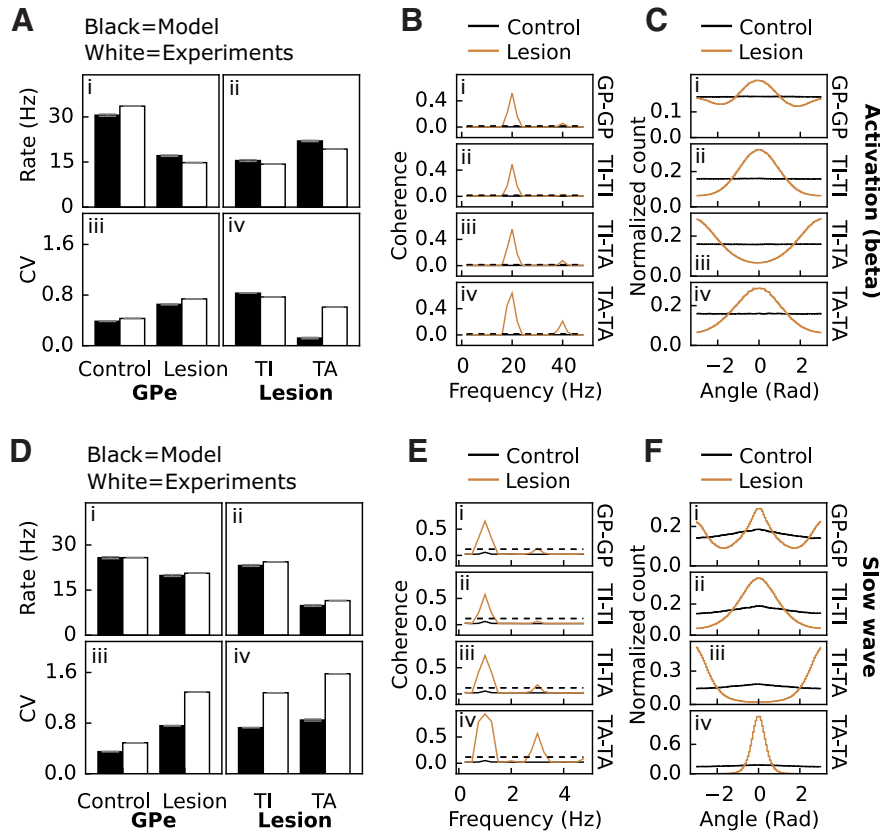 A
Black=Model
White=Experiments
Rate (Hz)
30
15
0
i
ii
CV
1.6
0.8
0.0
iii
iv
Control Lesion TI TA
GPe Lesion
B
Control
Lesion
Coherence
i
0.4
0.0
GP-GP
ii
0.4
0.0
TI-TI
iii
0.4
0.0
TI-TA
iv
0.4
0.0
TA-TA
0 20 40
Frequency (Hz)
C
Control
Lesion
Normalized count
i
0.1
0.0
GP-GP
ii
0.2
0.0
TI-TI
iii
0.2
0.0
TI-TA
iv
0.2
0.0
TA-TA
−2 0 2
Angle (Rad)
Activation (beta)
D
Black=Model
White=Experiments
Rate (Hz)
30
15
0
i
ii
CV
1.6
0.8
0.0
iii
iv
Control Lesion TI TA
GPe Lesion
E
Control
Lesion
Coherence
i
0.5
0.0
GP-GP
ii
0.5
0.0
TI-TI
iii
0.5
0.0
TI-TA
iv
0.5
0.0
TA-TA
0 2 4
Frequency (Hz)
F
Control
Lesion
Normalized count
i
0.2
0.0
GP-GP
ii
0.2
0.0
TI-TI
iii
0.3
0.0
TI-TA
iv
0.6
0.0
TA-TA
−2 0 2
Angle (Rad)
Slow wave